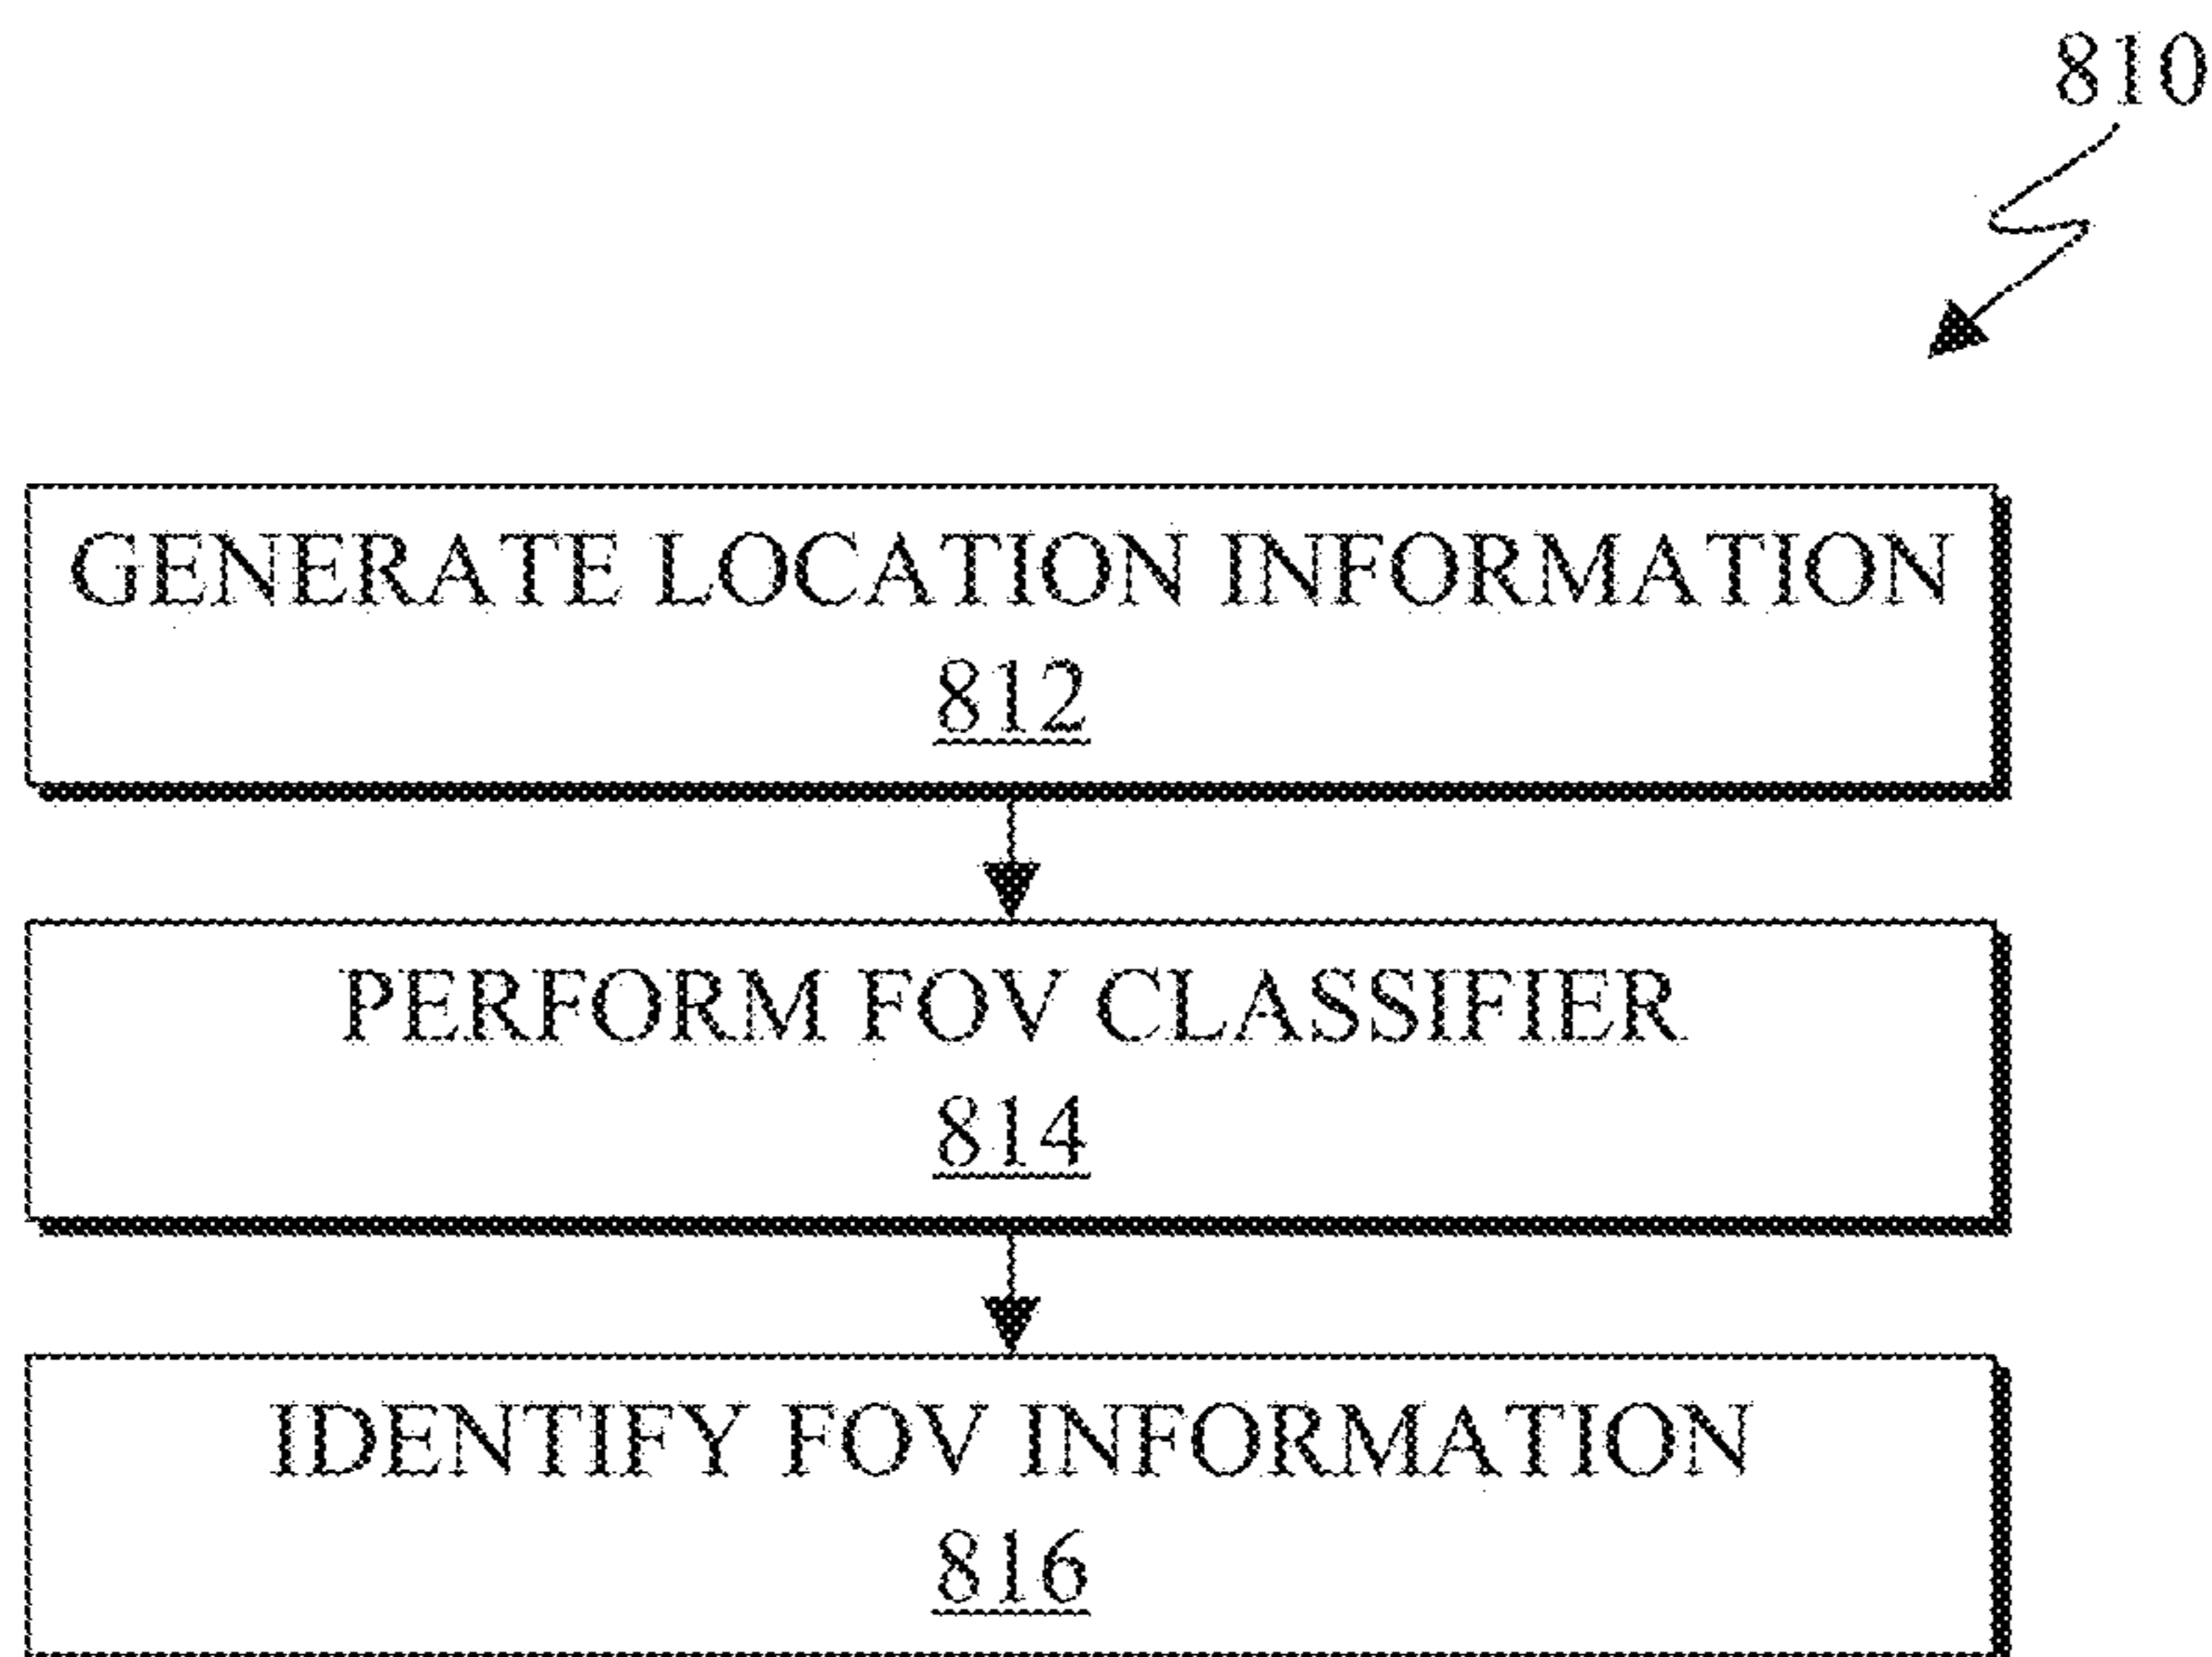 810
GENERATE LOCATION INFORMATION
812
PERFORM FOV CLASSIFIER
814
IDENTIFY FOV INFORMATION
816